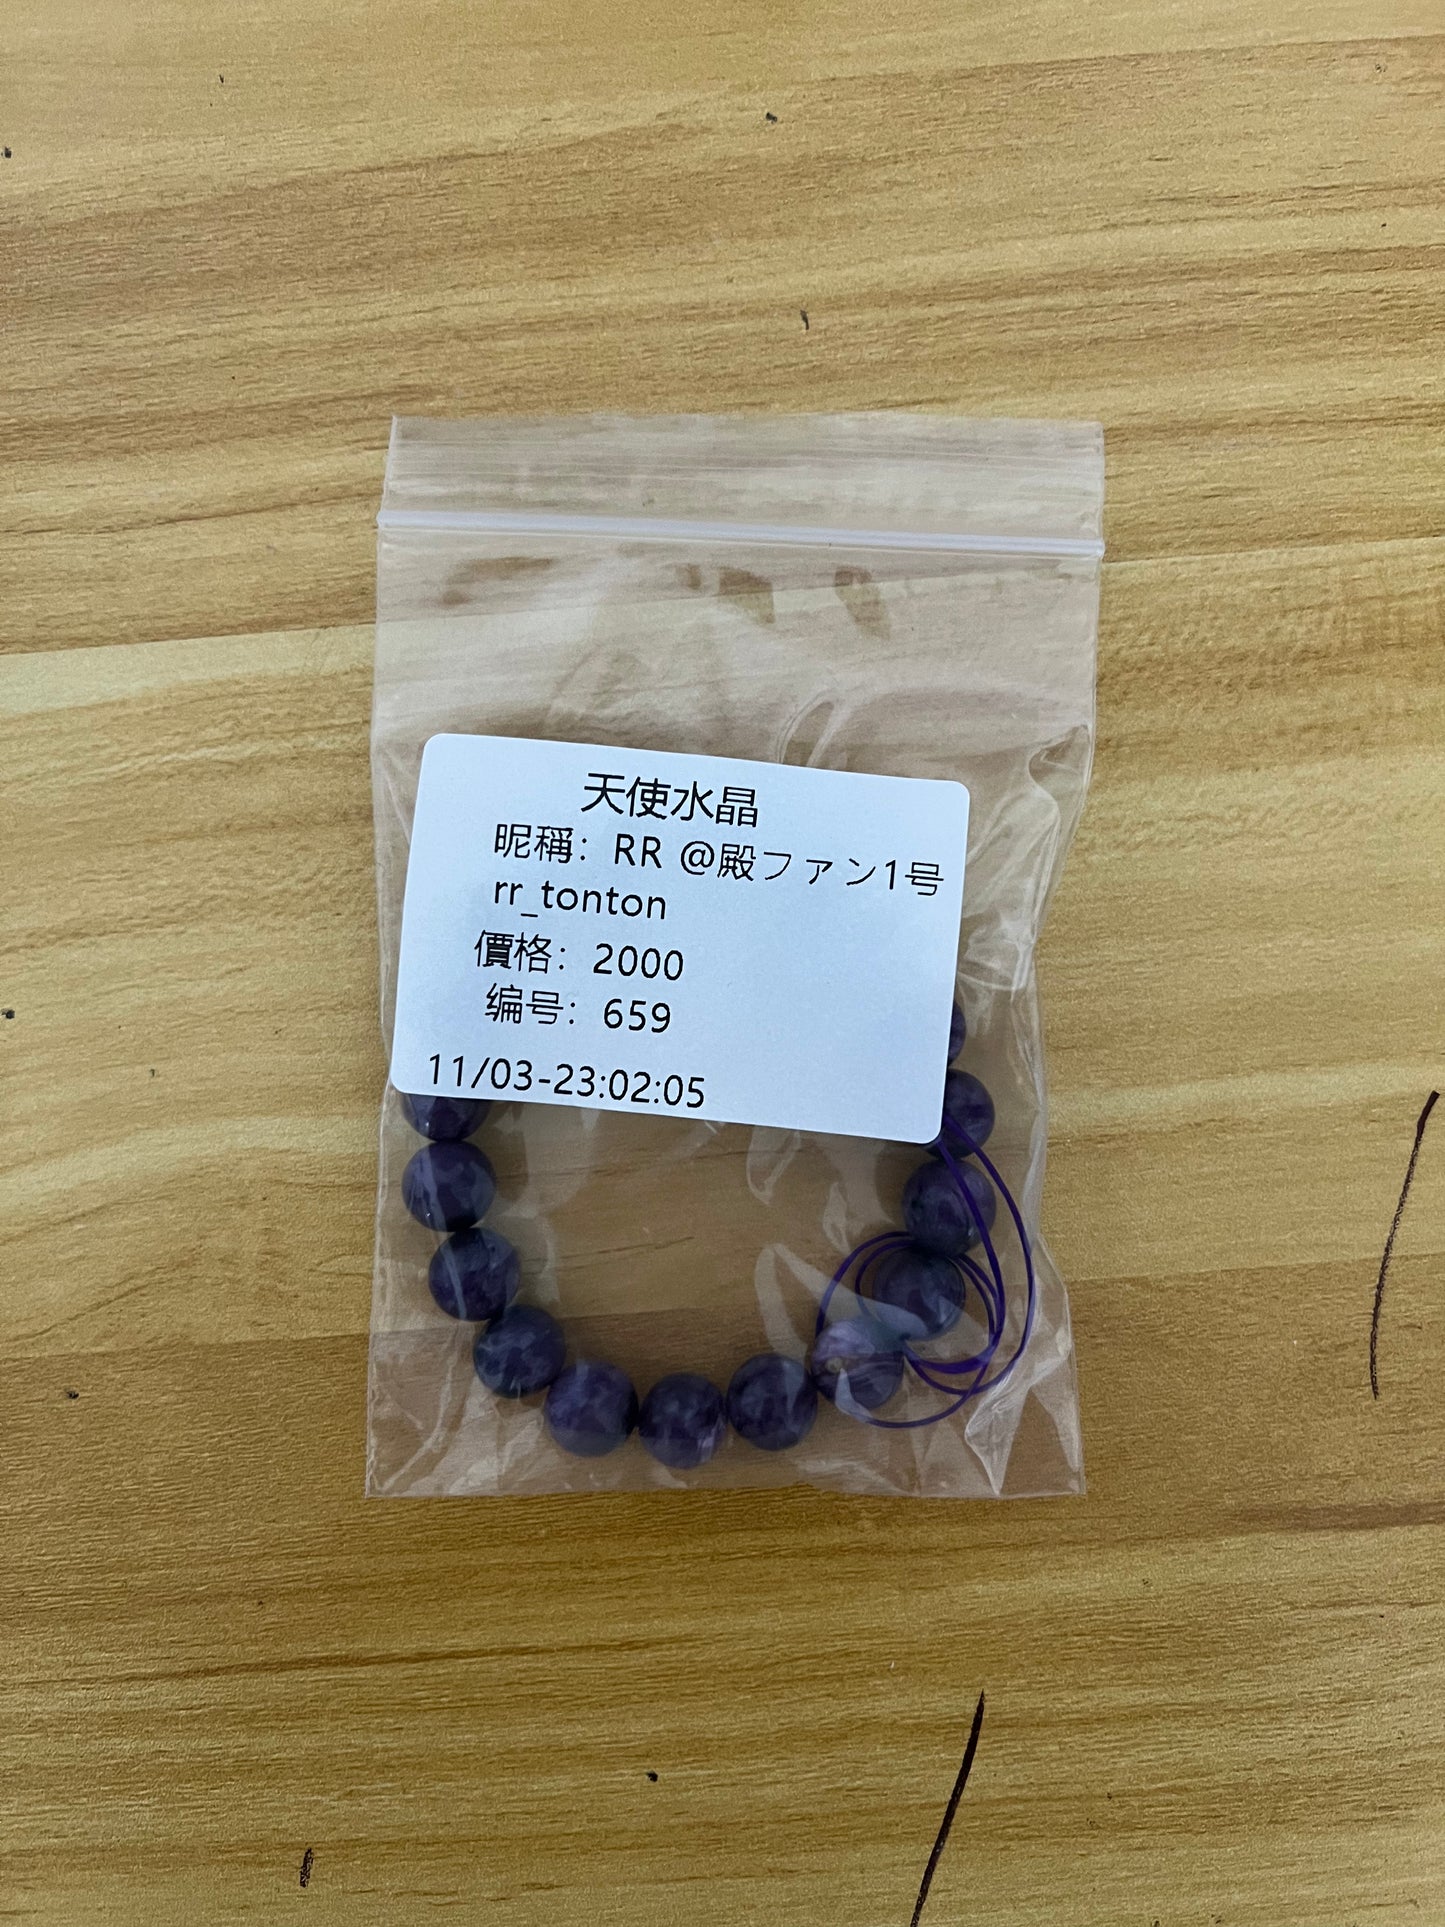 天使水晶
昵稱：RR @殿ファン1号
rr_tonton
價格：2000
编号：659
11/03-23:02:05